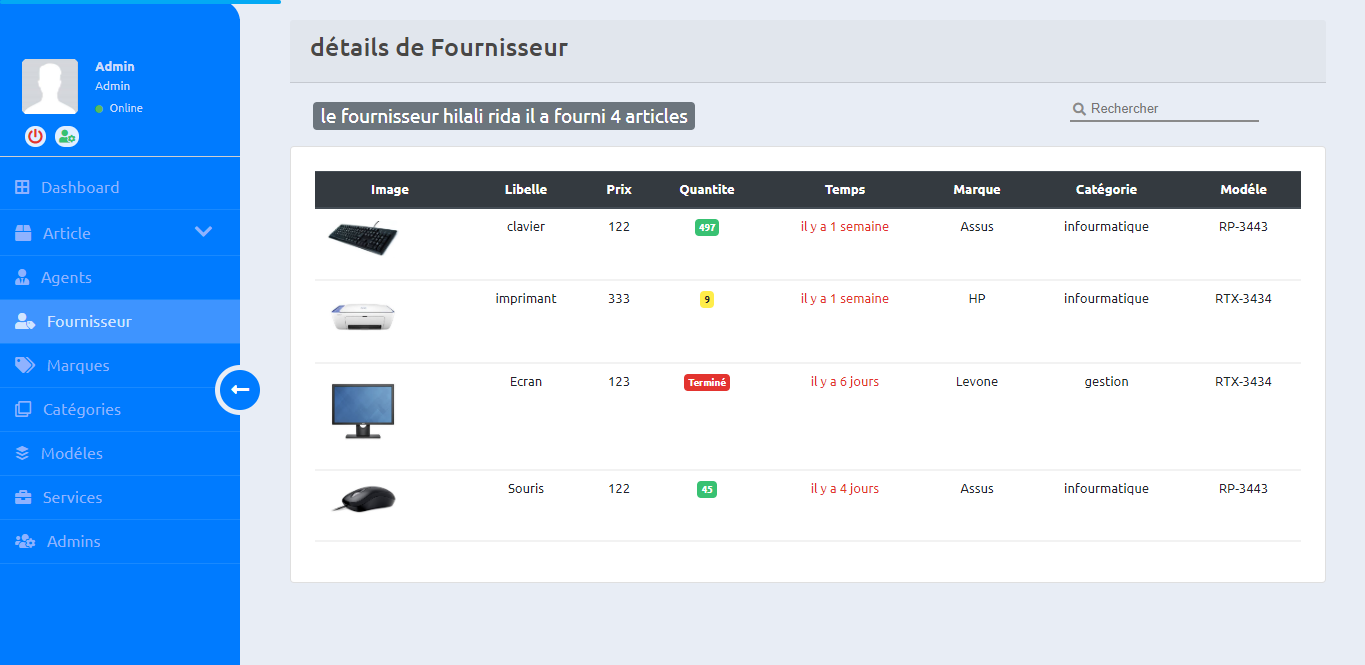 Admin
Admin
Online
Dashboard
Article
Agents
Fournisseur
Marques
Catégories
Modéles
Services
Admins
détails de Fournisseur
le fournisseur hilali rida il a fourni 4 articles
Rechercher
Image Libelle Prix Quantite Temps Marque Catégorie Modéle
clavier 122 497 il y a 1 semaine Assus infourmatique RP-3443
imprimant 333 9 il y a 1 semaine HP infourmatique RTX-3434
Ecran 123 Terminé il y a 6 jours Levone gestion RTX-3434
Souris 122 45 il y a 4 jours Assus infourmatique RP-3443